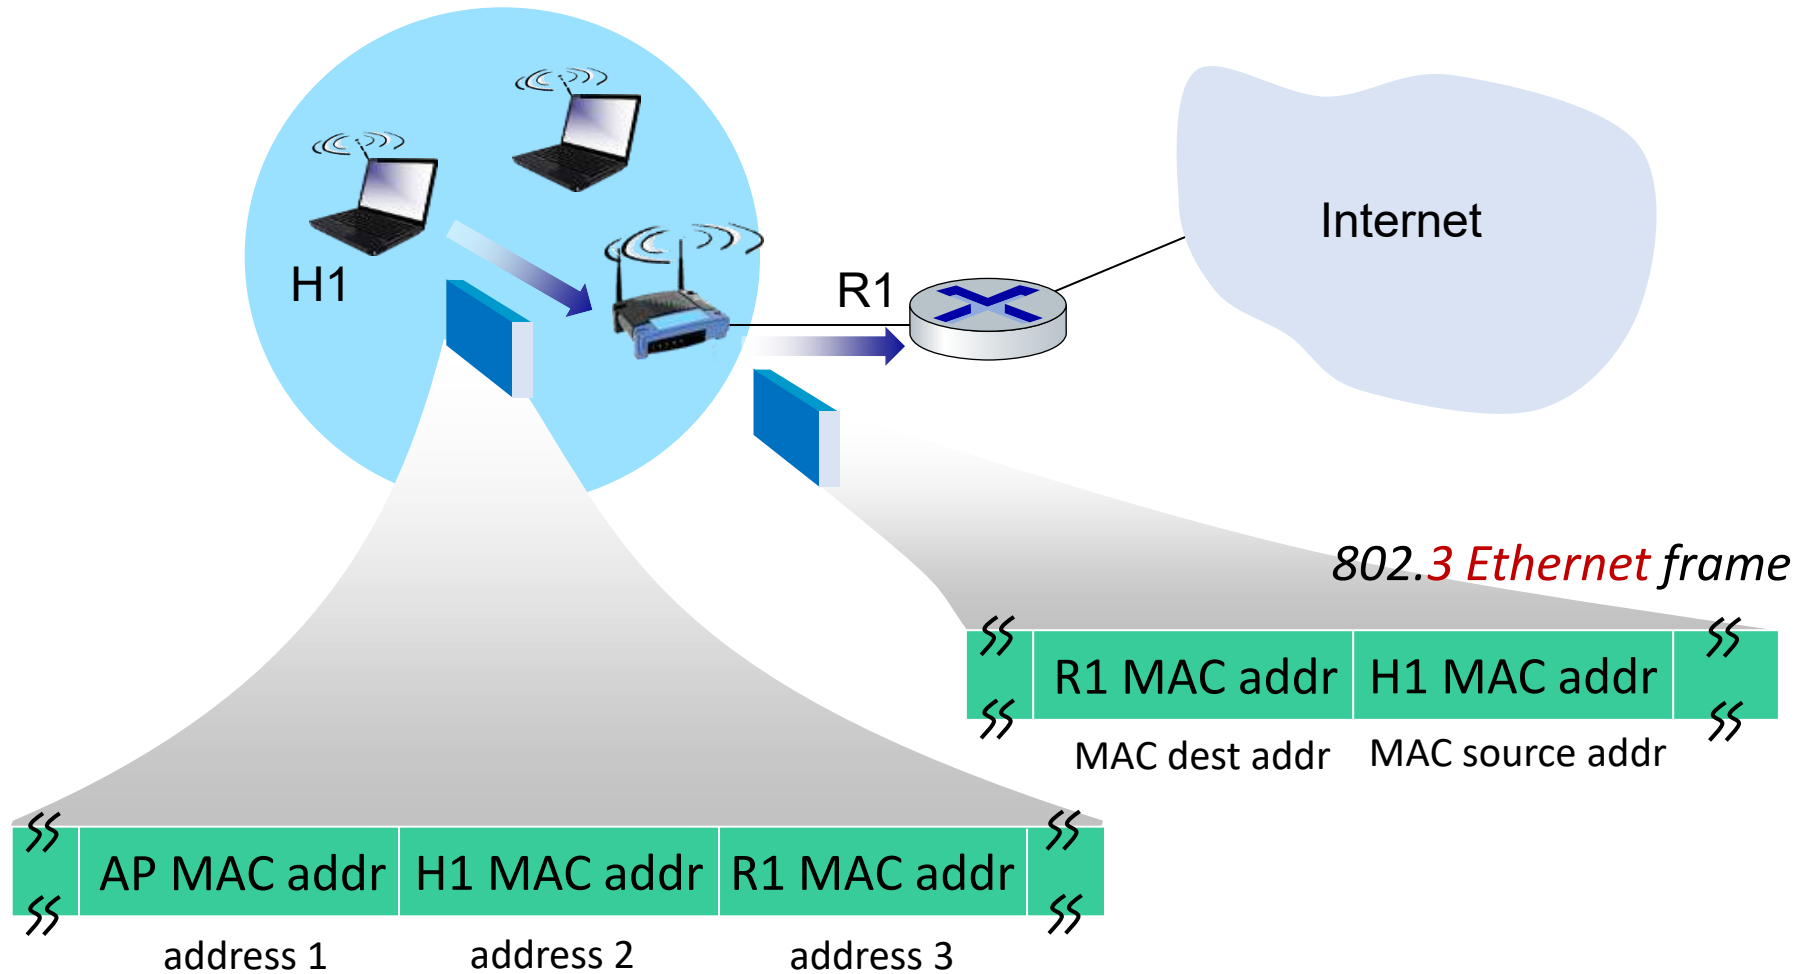 H1
R1
Internet
802.3 Ethernet frame
R1 MAC addr
H1 MAC addr
MAC dest addr
MAC source addr
AP MAC addr
H1 MAC addr
R1 MAC addr
address 1
address 2
address 3